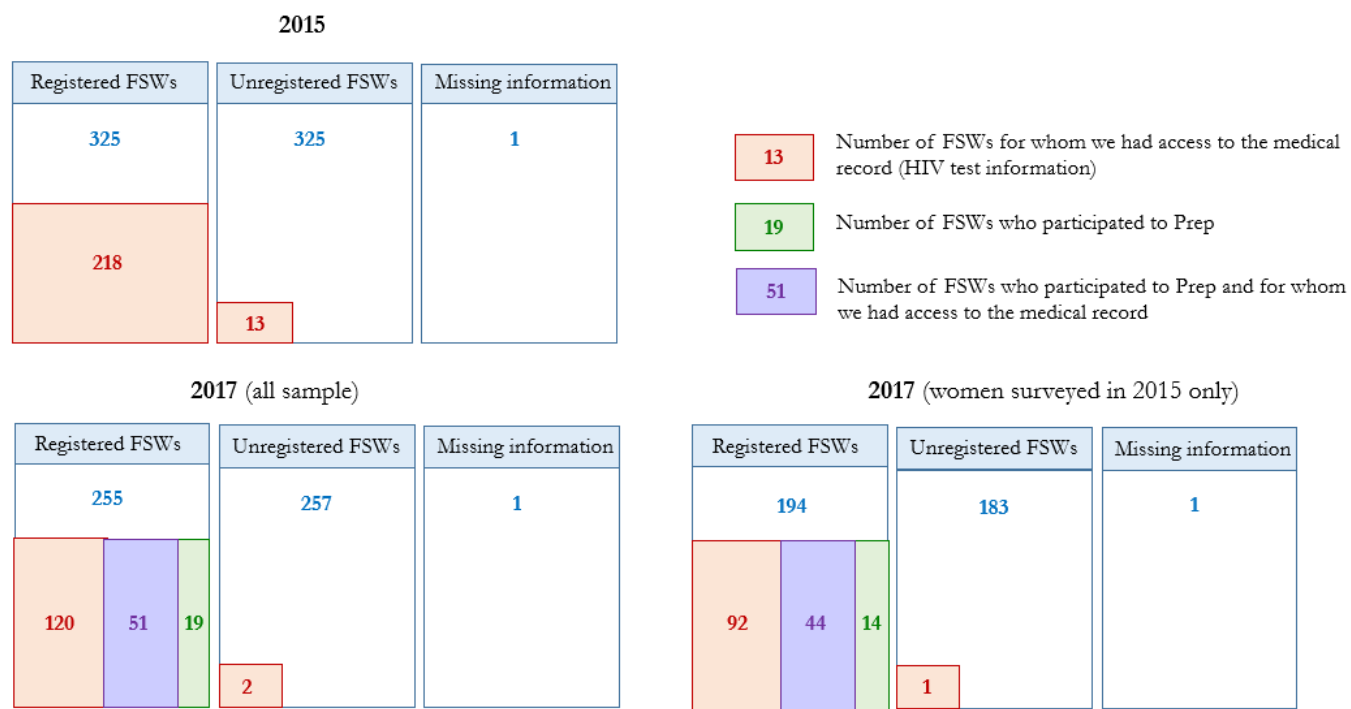 2015
Registered FSWs
Unregistered FSWs
Missing information
325
325
1
218
13
13
Number of FSWs for whom we had access to the medical
record (HIV test information)
19
Number of FSWs who participated to Prep
51
Number of FSWs who participated to Prep and for whom
we had access to the medical record
2017 (all sample)
Registered FSWs
Unregistered FSWs
Missing information
255
257
1
120
51
19
2
2017 (women surveyed in 2015 only)
Registered FSWs
Unregistered FSWs
Missing information
194
183
1
92
44
14
1